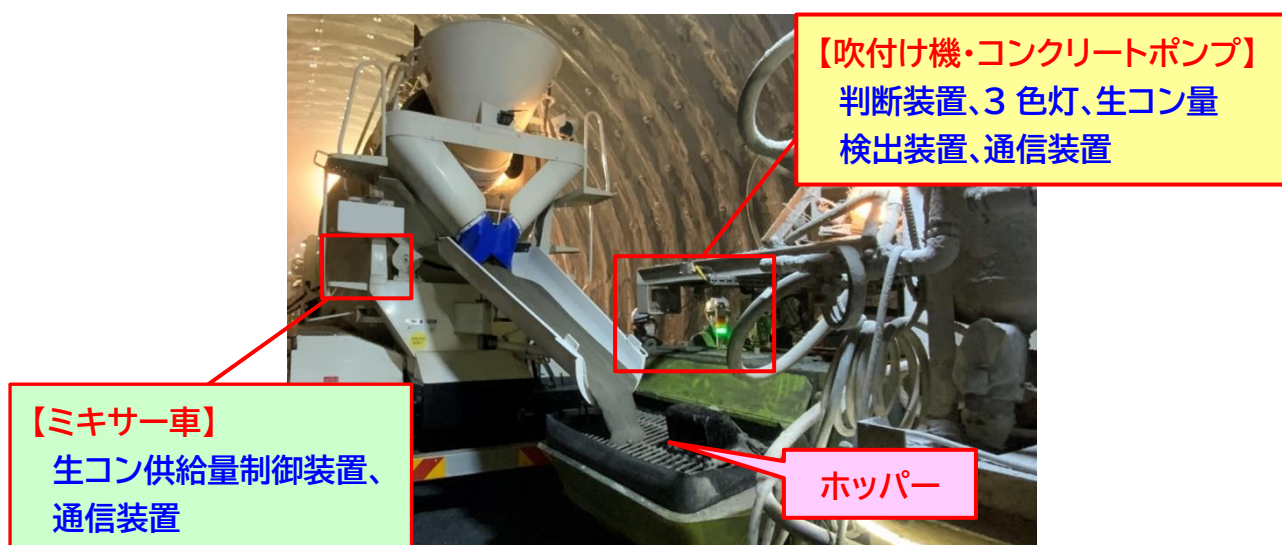 【吹付け機・コンクリートポンプ】
判断装置、3 色灯、生コン量
検出装置、通信装置
【ミキサー車】
生コン供給量制御装置、
通信装置
ホッパー